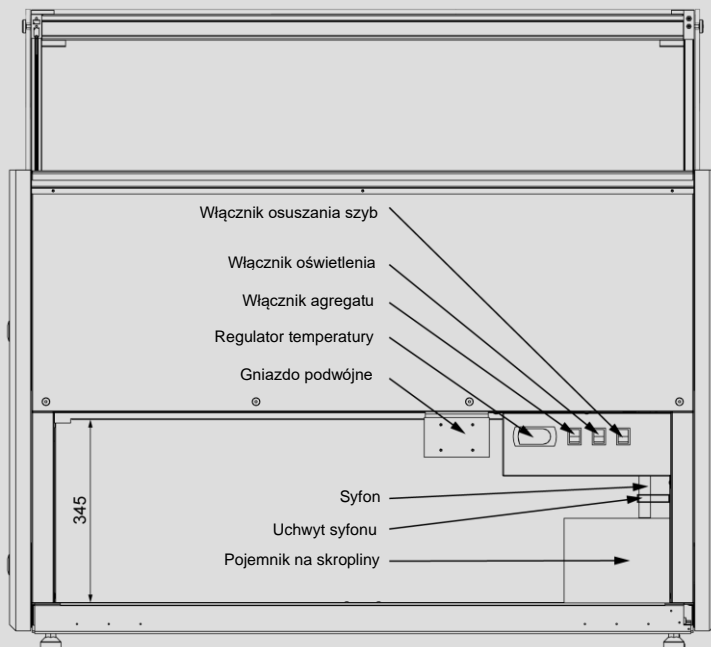 Włącznik osuszania szyb
Włącznik oświetlenia
Włącznik agregatu
Regulator temperatury
Gniazdo podwójne
345
Syfon
Uchwyt syfonu
Pojemnik na skropliny